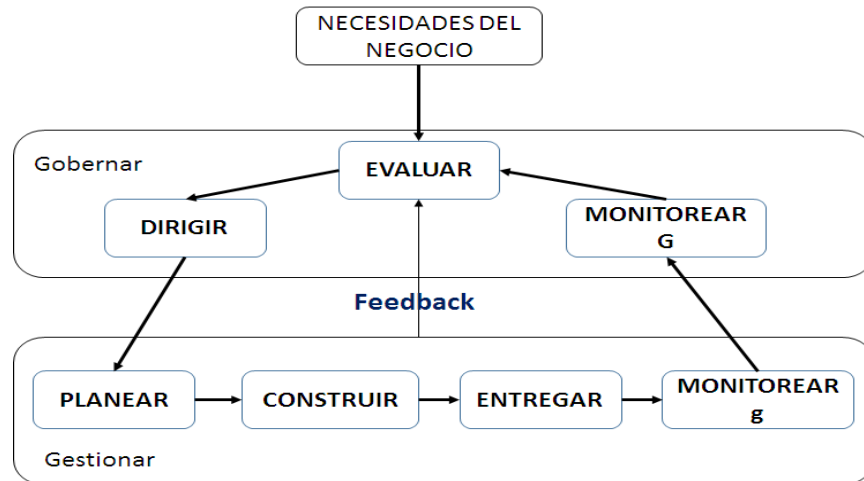 NECESIDADES DEL
NEGOCIO
Gobernar
EVALUAR
DIRIGIR
MONITOREAR
G
Feedback
PLANEAR
CONSTRUIR
ENTREGAR
MONITOREAR
g
Gestionar